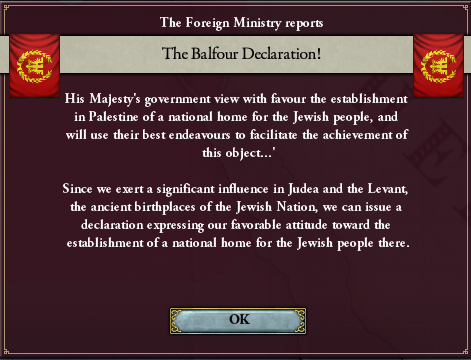 The Foreign Ministry reports
The Balfour Declaration!
His Majesty's government view with favour the establishment
in Palestine of a national home for the Jewish people, and
will use their best endeavours to facilitate the achievement of
this object...'
Since we exert a significant influence in Judea and the Levant,
the ancient birthplaces of the Jewish Nation, we can issue a
declaration expressing our favorable attitude toward the
establishment of a national home for the Jewish people there.
OK